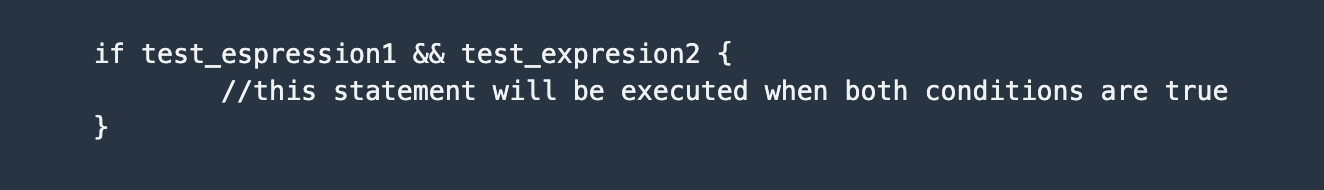 if test_espression1 && test_expresion2 {
        //this statement will be executed when both conditions are true
}